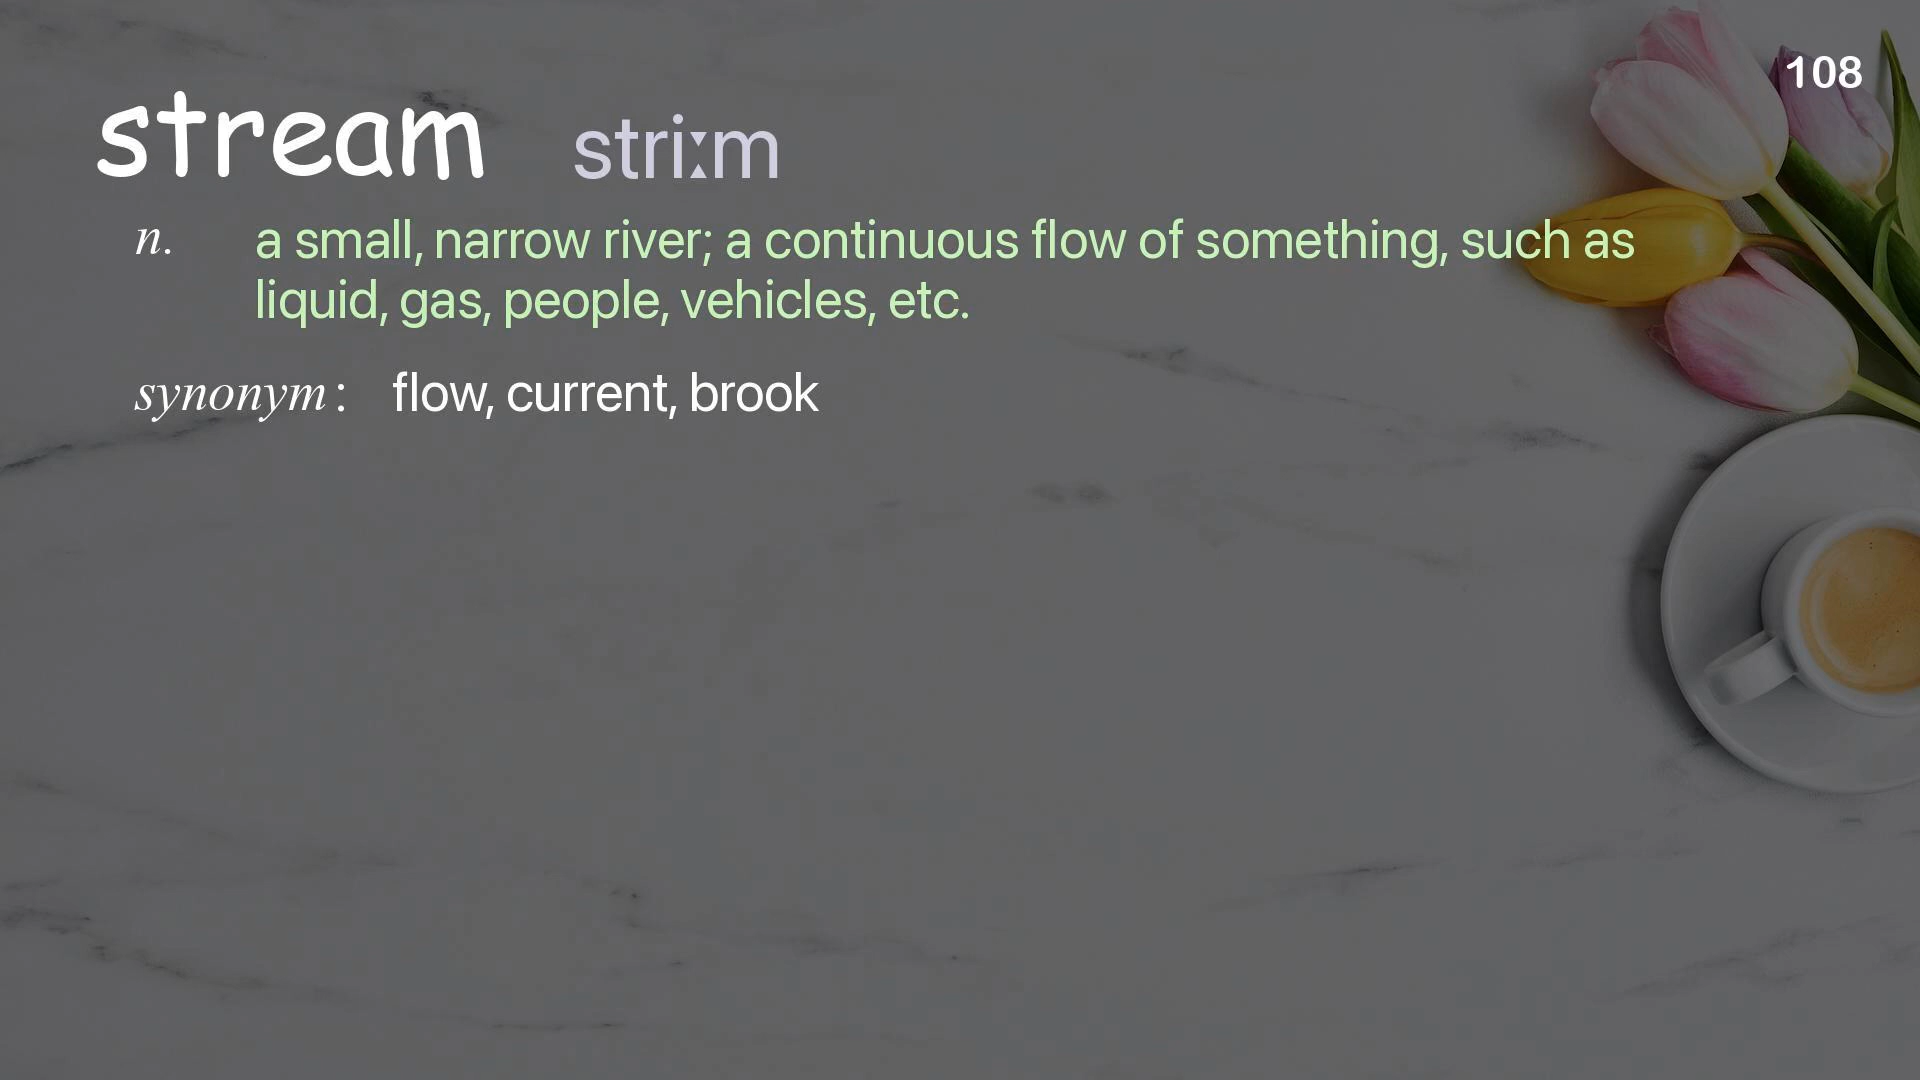 108
stream striːm
n. a small, narrow river; a continuous flow of something, such as
liquid, gas, people, vehicles, etc.
synonym: flow, current, brook